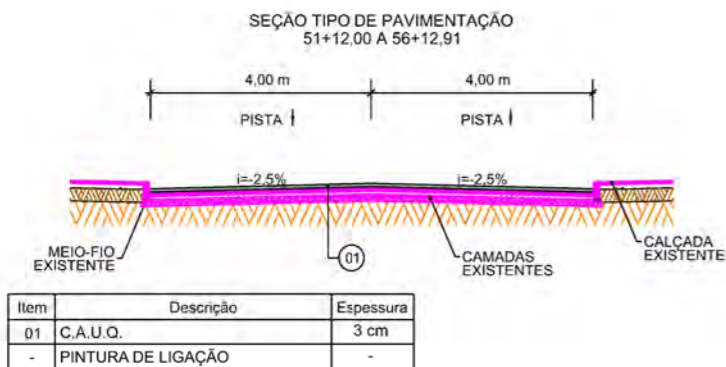 SEÇÃO TIPO DE PAVIMENTAÇÃO
51+12,00 A 56+12,91
4,00 m 4,00 m
PISTA PISTA
i=-2,5% i=-2,5%
MEIO-FIO
EXISTENTE
01
CAMADAS
EXISTENTES
CALÇADA
EXISTENTE
Item Descrição Espessura
01 C.A.U.Q. 3 cm
- PINTURA DE LIGAÇÃO -